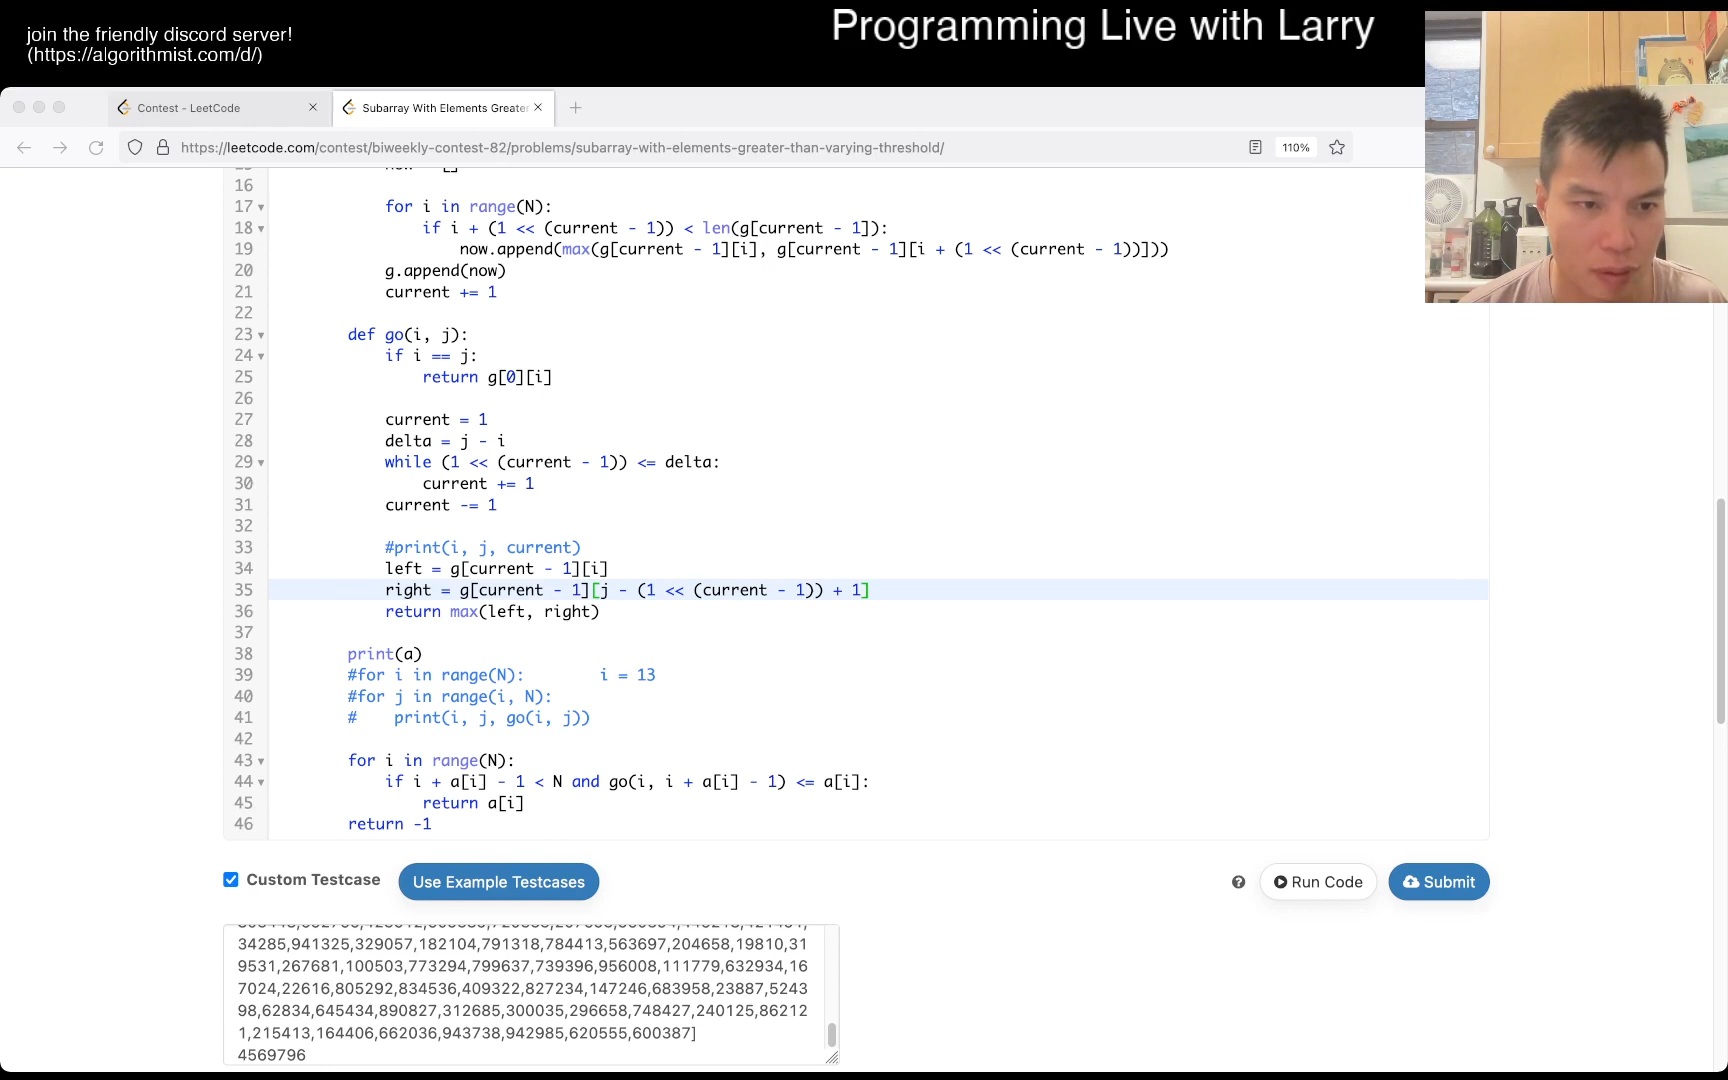 join the friendly discord server!
(https://algorithmist.com/d/)
Programming Live with Larry
Contest - LeetCode
Subarray With Elements Greater
https://leetcode.com/contest/biweekly-contest-82/problems/subarray-with-elements-greater-than-varying-threshold/
110%
16
17 for i in range(N):
18 if i + (1 << (current - 1)) < len(g[current - 1]):
19 now.append(max(g[current - 1][i], g[current - 1][i + (1 << (current - 1))]))
20 g.append(now)
21 current += 1
22
23 def go(i, j):
24 if i == j:
25 return g[0][i]
26
27 current = 1
28 delta = j - i
29 while (1 << (current - 1)) <= delta:
30 current += 1
31 current -= 1
32
33 #print(i, j, current)
34 left = g[current - 1][i]
35 right = g[current - 1][j - (1 << (current - 1)) + 1]
36 return max(left, right)
37
38 print(a)
39 #for i in range(N): i = 13
40 #for j in range(i, N):
41 # print(i, j, go(i, j))
42
43 for i in range(N):
44 if i + a[i] - 1 < N and go(i, i + a[i] - 1) <= a[i]:
45 return a[i]
46 return -1
Custom Testcase
Use Example Testcases
Run Code
Submit
34285,941325,329057,182104,791318,784413,563697,204658,19810,31
9531,267681,100503,773294,799637,739396,956008,111779,632934,16
7024,22616,805292,834536,409322,827234,147246,683958,23887,5243
98,62834,645434,890827,312685,300035,296658,748427,240125,86212
1,215413,164406,662036,943738,942985,620555,600387]
4569796